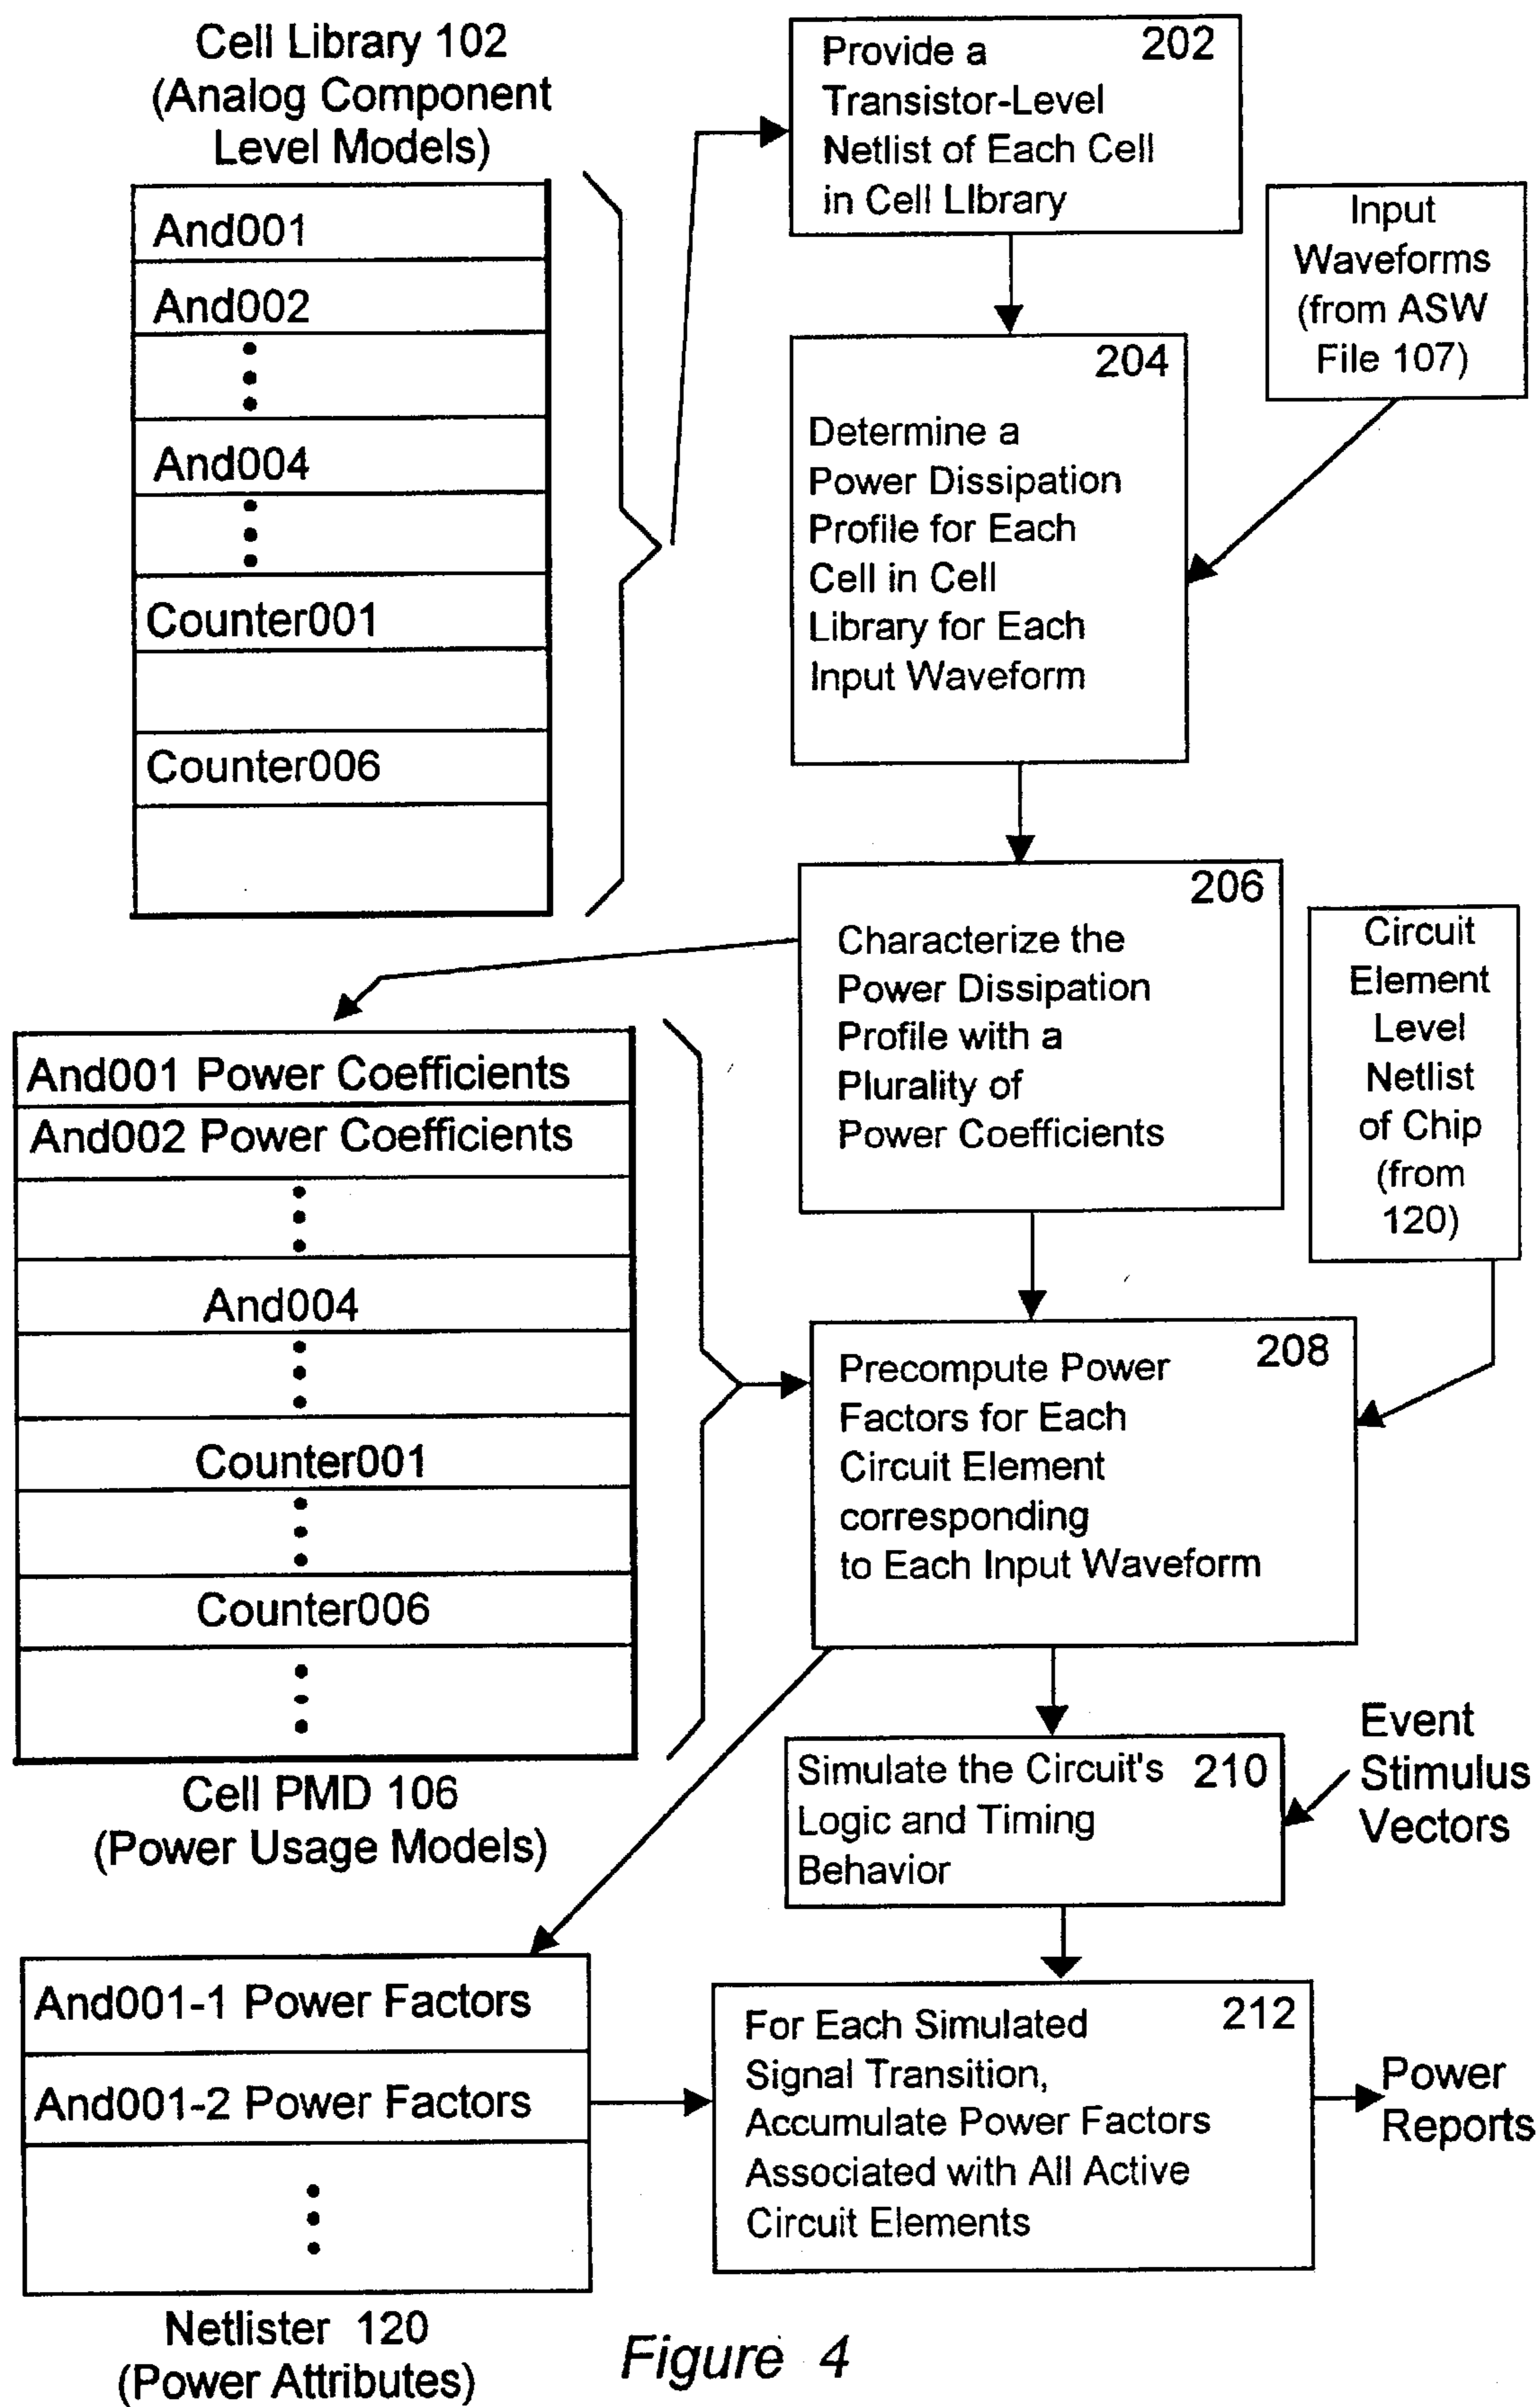 Cell Library 102
(Analog Component
Level Models)
And001
And002
And004
Counter001
Counter006
202
Provide a
Transistor-Level
Netlist of Each Cell
in Cell LIbrary
Input
Waveforms
(from ASW
File 107)
204
Determine a
Power Dissipation
Profile for Each
Cell in Cell
Library for Each
Input Waveform
206
Characterize the
Power Dissipation
Profile with a
Plurality of
Power Coefficients
Circuit
Element
Level
Netlist
of Chip
(from
120)
And001 Power Coefficients
And002 Power Coefficients
And004
Counter001
Counter006
Cell PMD 106
(Power Usage Models)
208
Precompute Power
Factors for Each
Circuit Element
corresponding
to Each Input Waveform
Simulate the Circuit's 210
Logic and Timing
Behavior
Event
Stimulus
Vectors
And001-1 Power Factors
And001-2 Power Factors
Netlister 120
(Power Attributes)
212
For Each Simulated
Signal Transition,
Accumulate Power Factors
Associated with All Active
Circuit Elements
Power
Reports
Figure 4